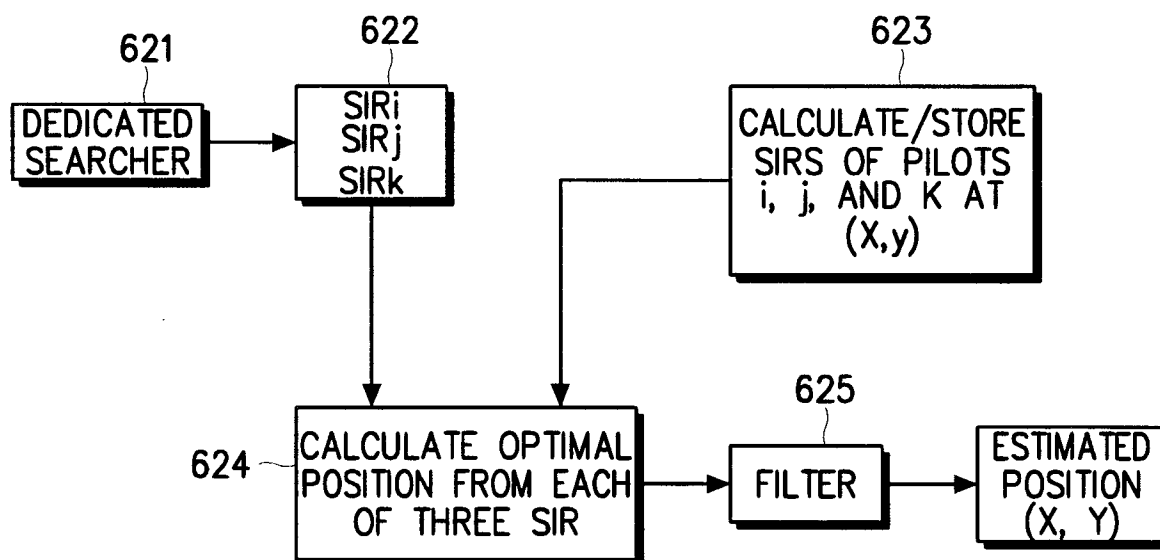 621
DEDICATED
SEARCHER
622
SIRi
SIRj
SIRk
623
CALCULATE/STORE
SIRS OF PILOTS
i, j, AND K AT
(X,y)
624
CALCULATE OPTIMAL
POSITION FROM EACH
OF THREE SIR
625
FILTER
ESTIMATED
POSITION
(X, Y)